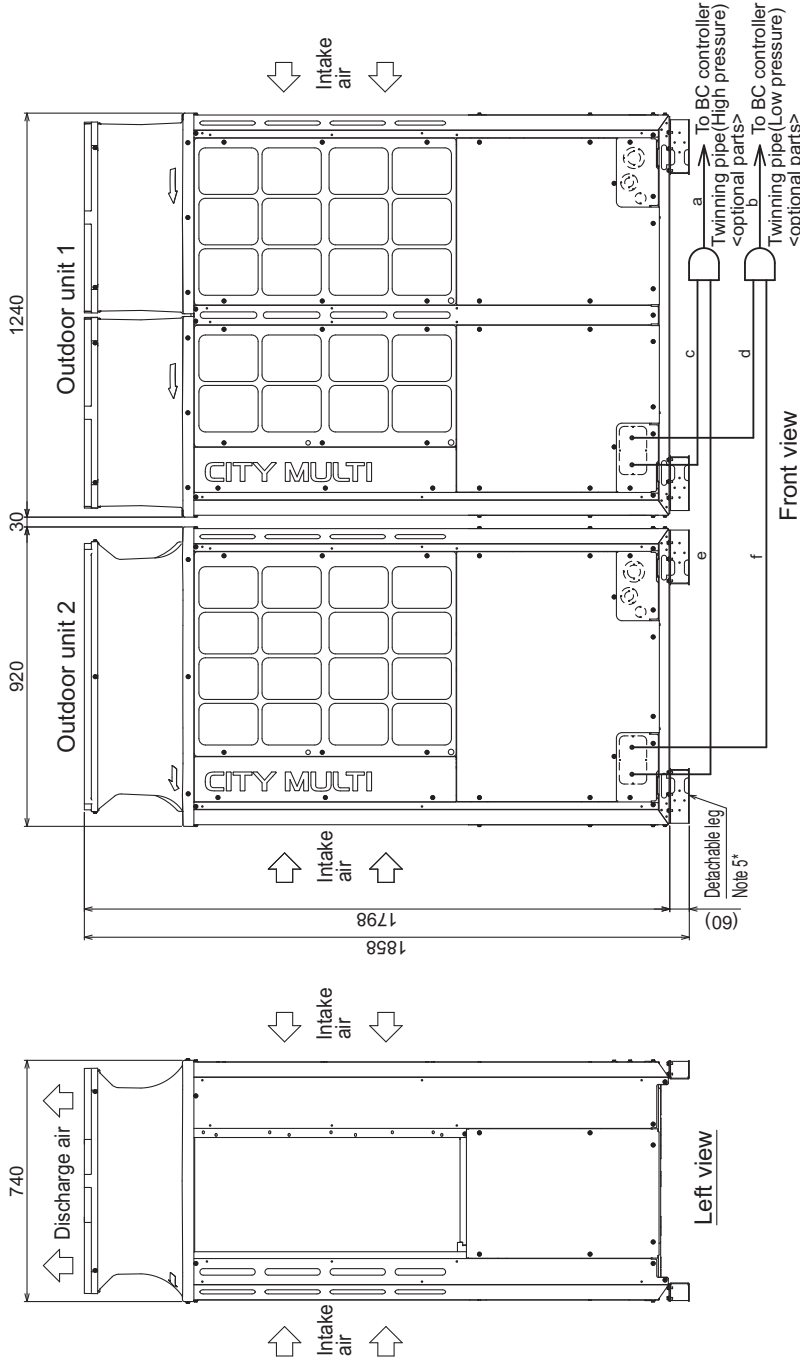 740
Discharge air
Intake
air
Intake
air
Left view
920
30
1240
Outdoor unit 2
Outdoor unit 1
CITY MULTI
CITY MULTI
Intake
air
Intake
air
1858
1798
(60)
Detachable leg
Note 5*
a
b
c
d
e
f
To BC controller
Twinning pipe(High pressure)
<optional parts>
To BC controller
Twinning pipe(Low pressure)
<optional parts>
Front view